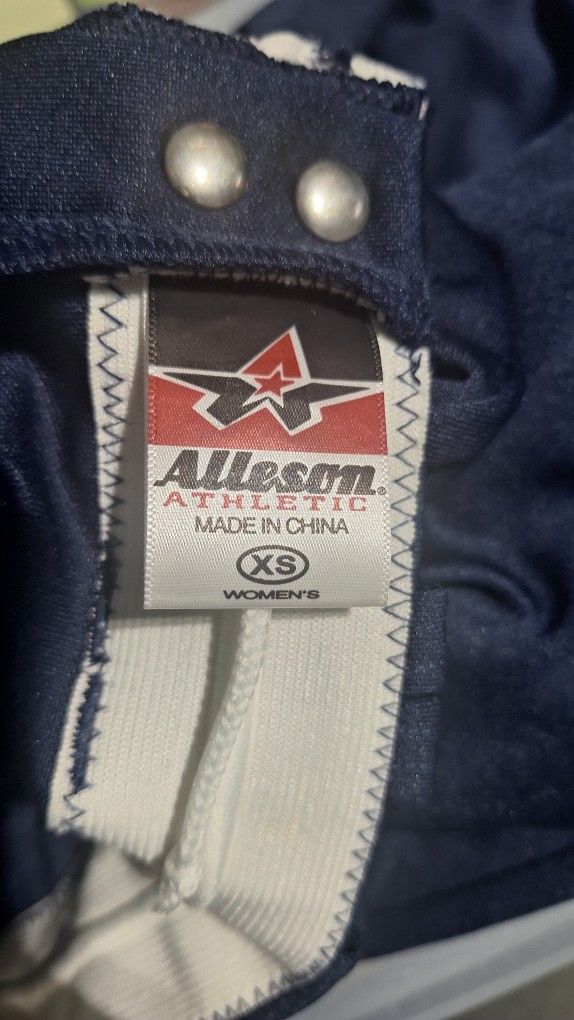 Alleson®
ATHLETIC
MADE IN CHINA
XS
WOMEN'S